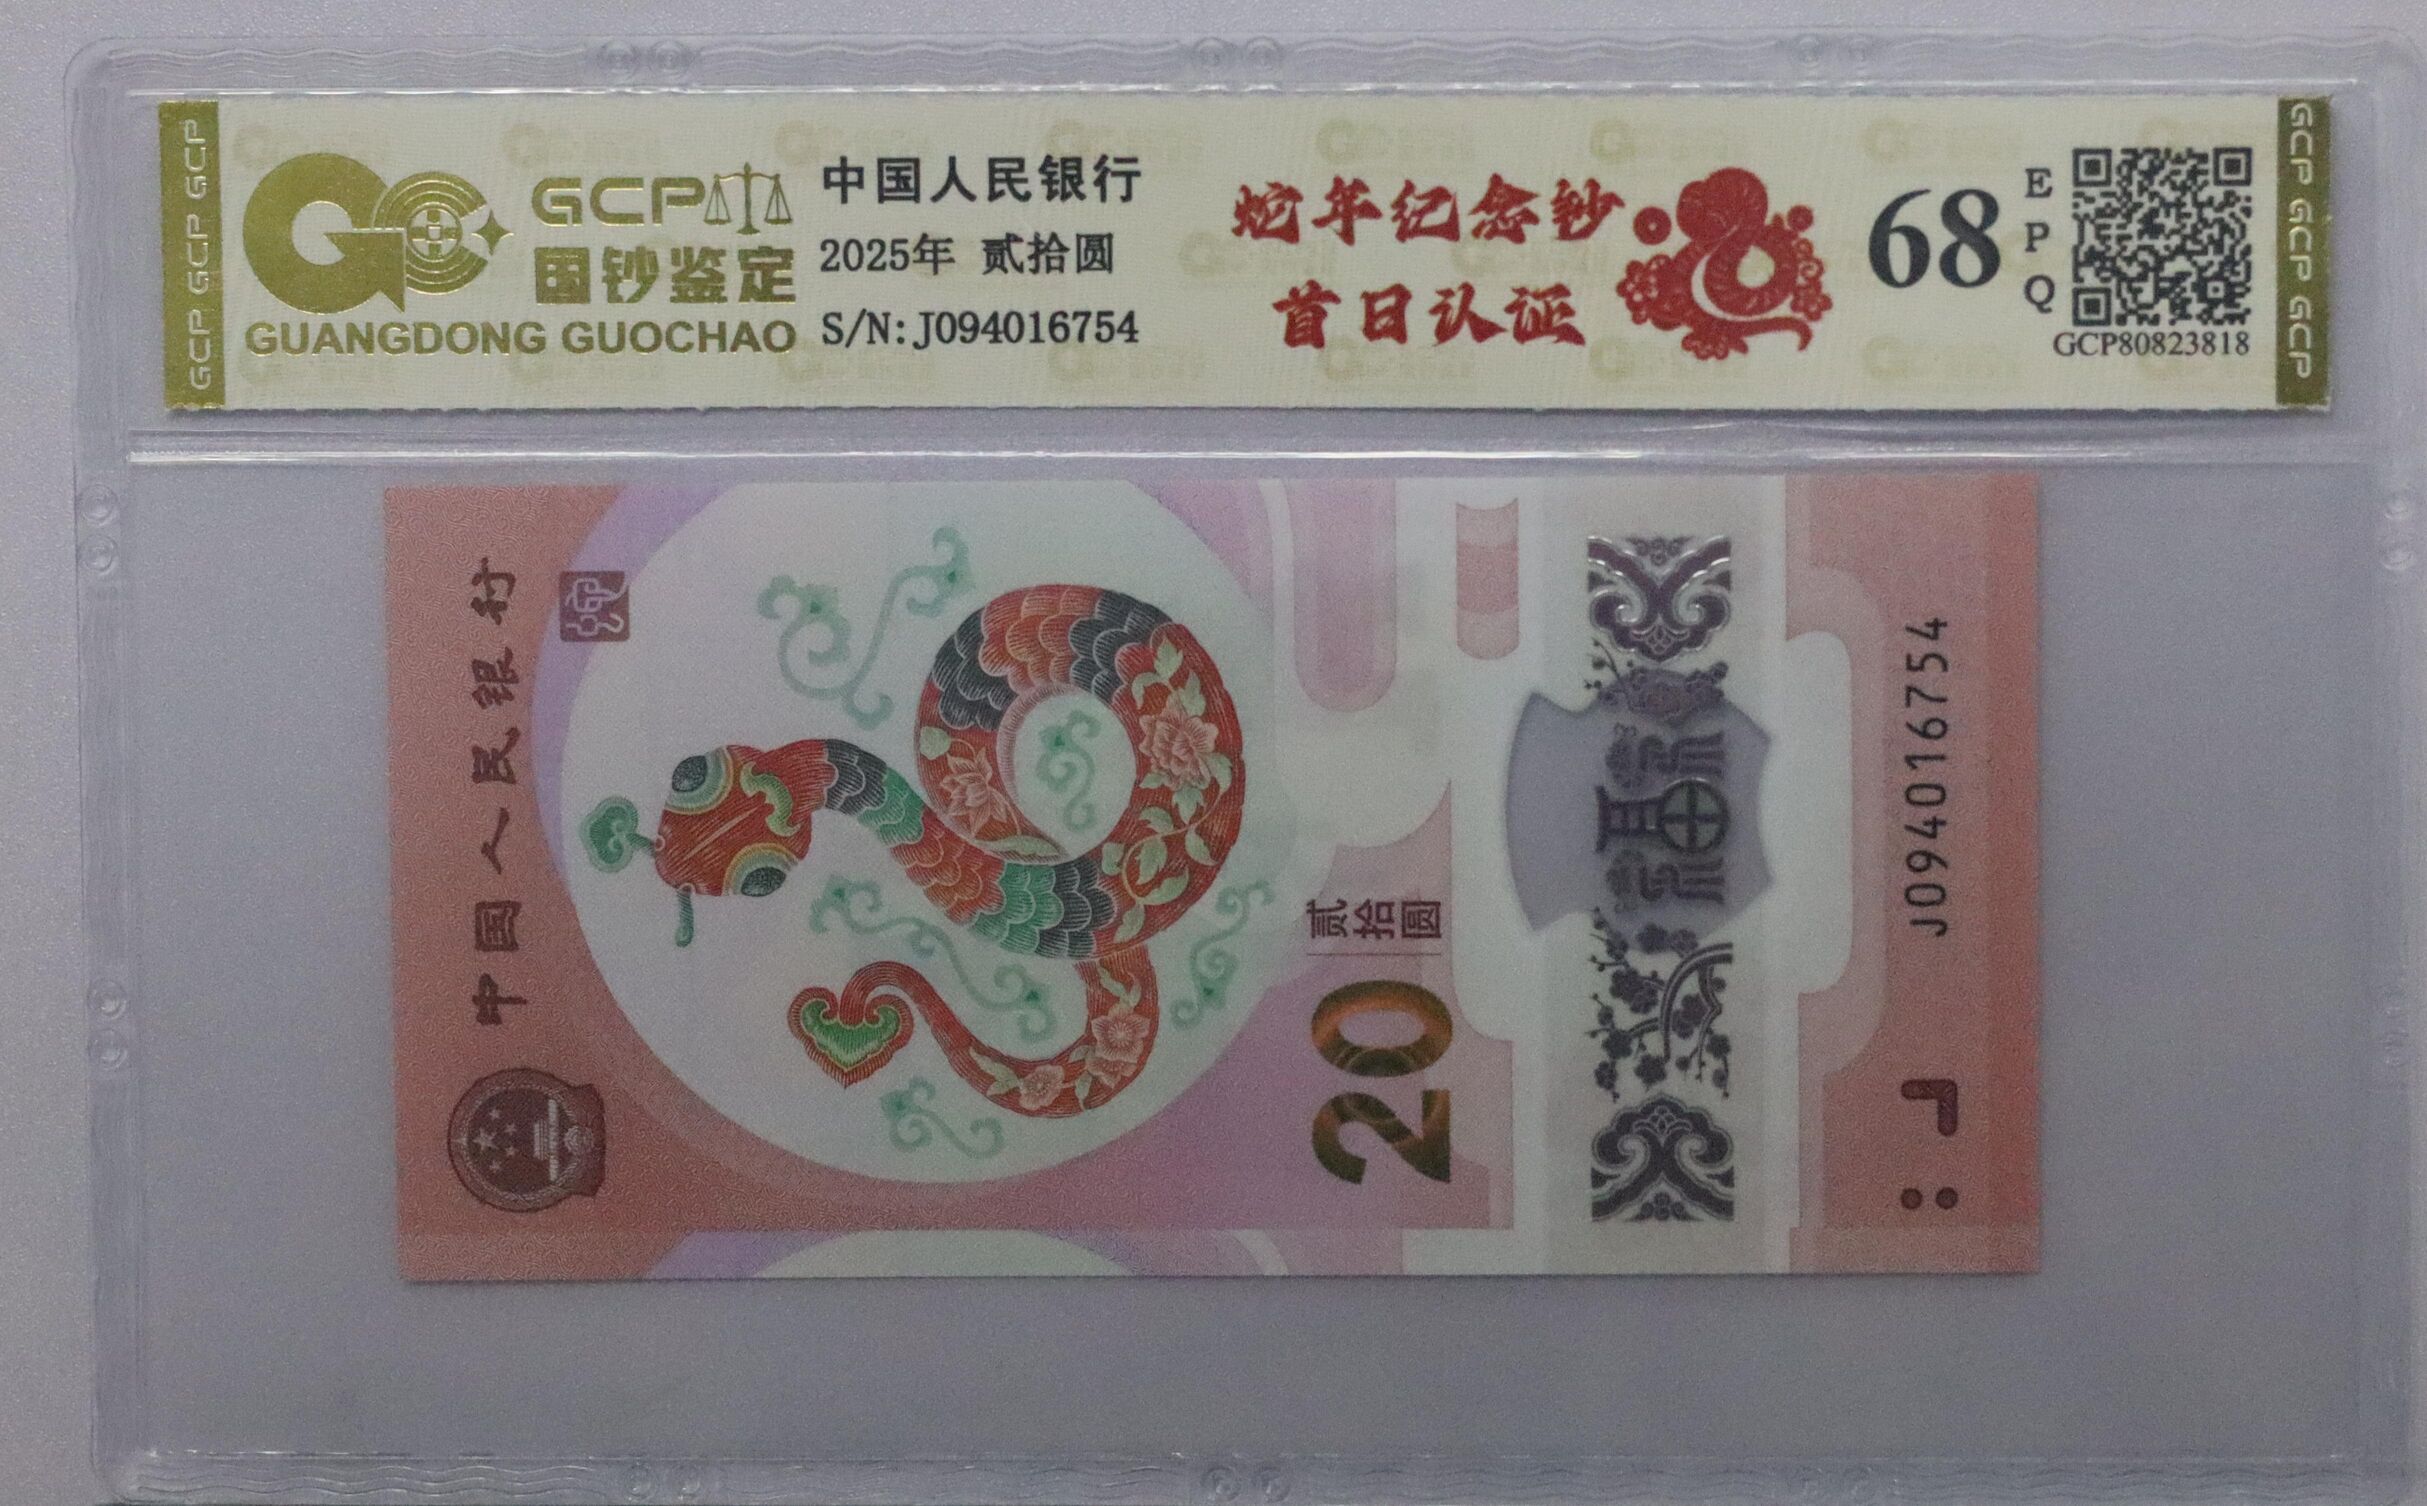 GCP GCP GCP
GCP
国钞鉴定
GUANGDONG GUOCHAO
中国人民银行
2025年 贰拾圆
S/N:J094016754
蛇年纪念钞
首日认证
68
E
P
Q
GCP80823818
GCP GCP GCP
中国人民银行
贰拾圆
20
福
J094016754